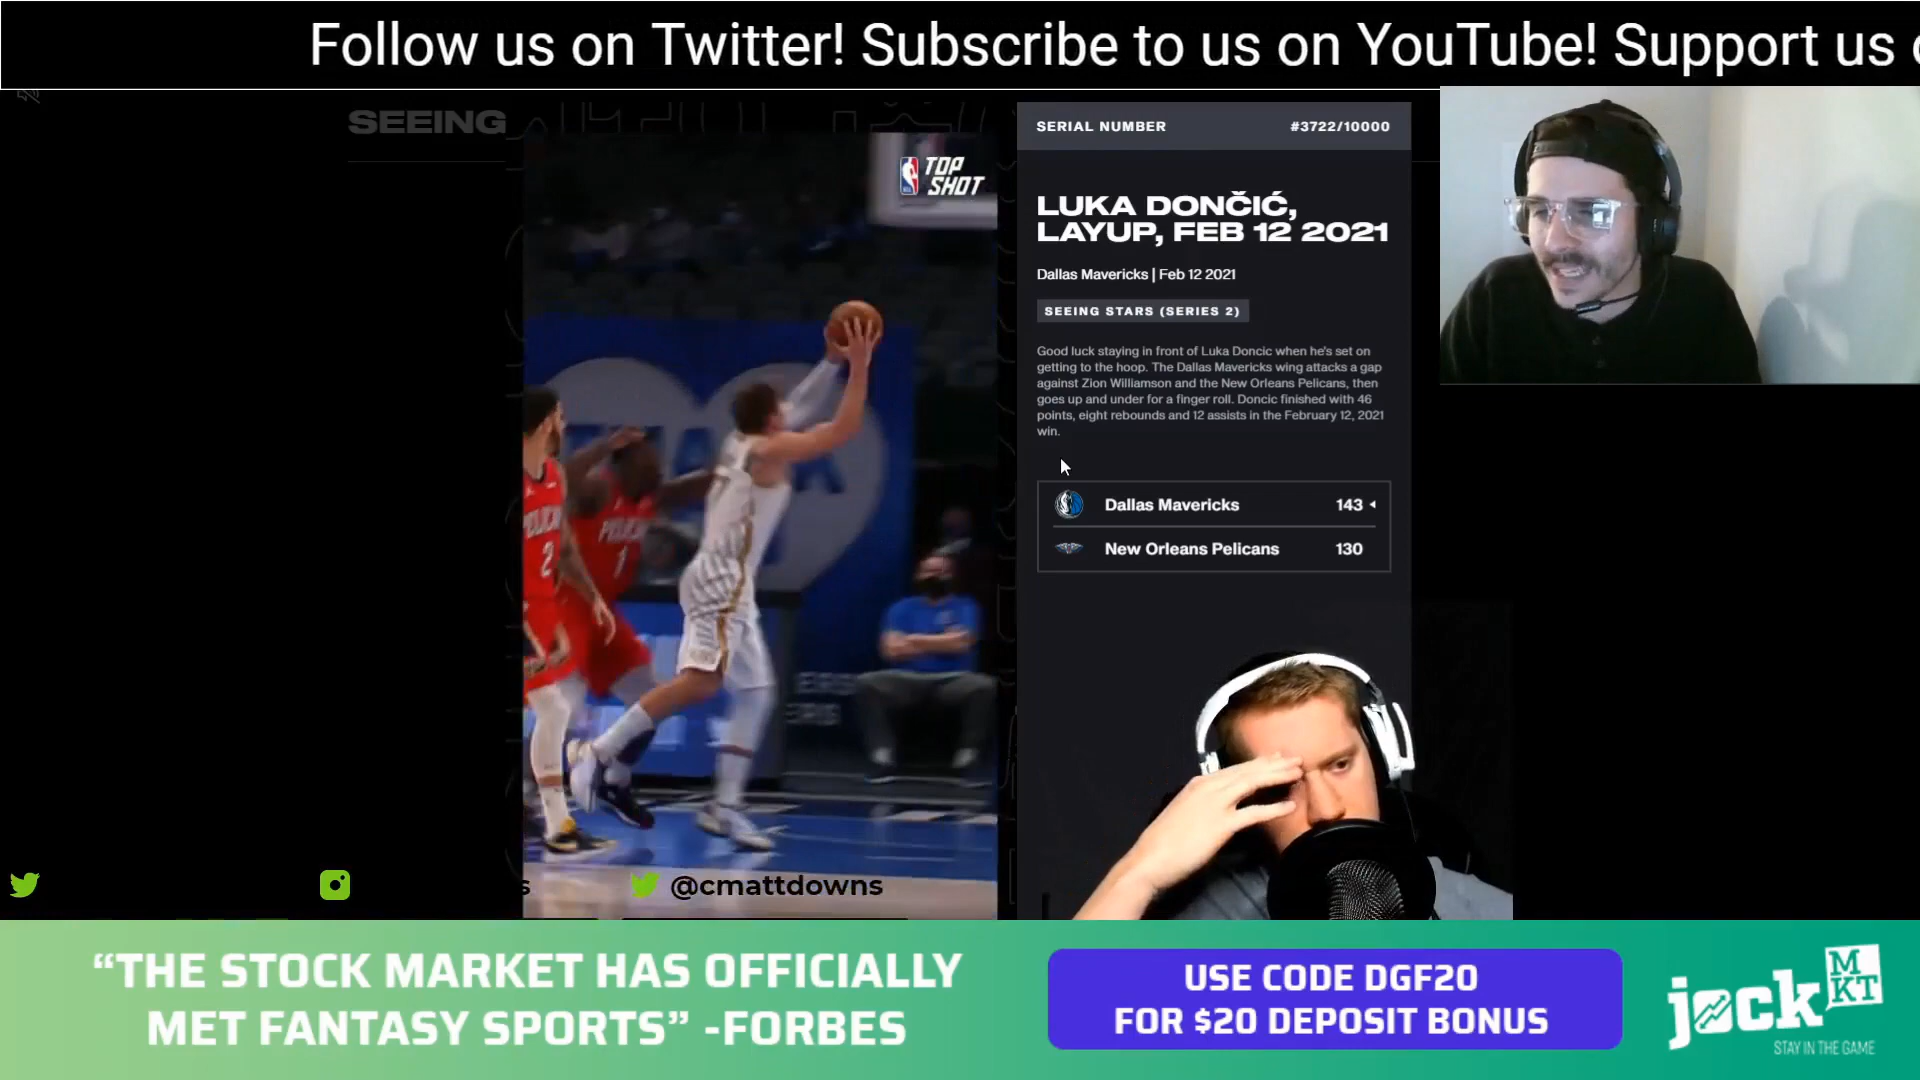 Follow us on Twitter! Subscribe to us on YouTube! Support us
SEEING
TOP
SHOT
SERIAL NUMBER #3722/10000
LUKA DONČIĆ,
LAYUP, FEB 12 2021
Dallas Mavericks | Feb 12 2021
SEEING STARS (SERIES 2)
Good luck staying in front of Luka Doncic when he's set on
getting to the hoop. The Dallas Mavericks wing attacks a gap
against Zion Williamson and the New Orleans Pelicans, then
goes up and under for a finger roll. Doncic finished with 46
points, eight rebounds and 12 assists in the February 12, 2021
win.
Dallas Mavericks 143
New Orleans Pelicans 130
2
1
@cmattdowns
“THE STOCK MARKET HAS OFFICIALLY
MET FANTASY SPORTS” -FORBES
USE CODE DGF20
FOR $20 DEPOSIT BONUS
jock MKT
STAY IN THE GAME